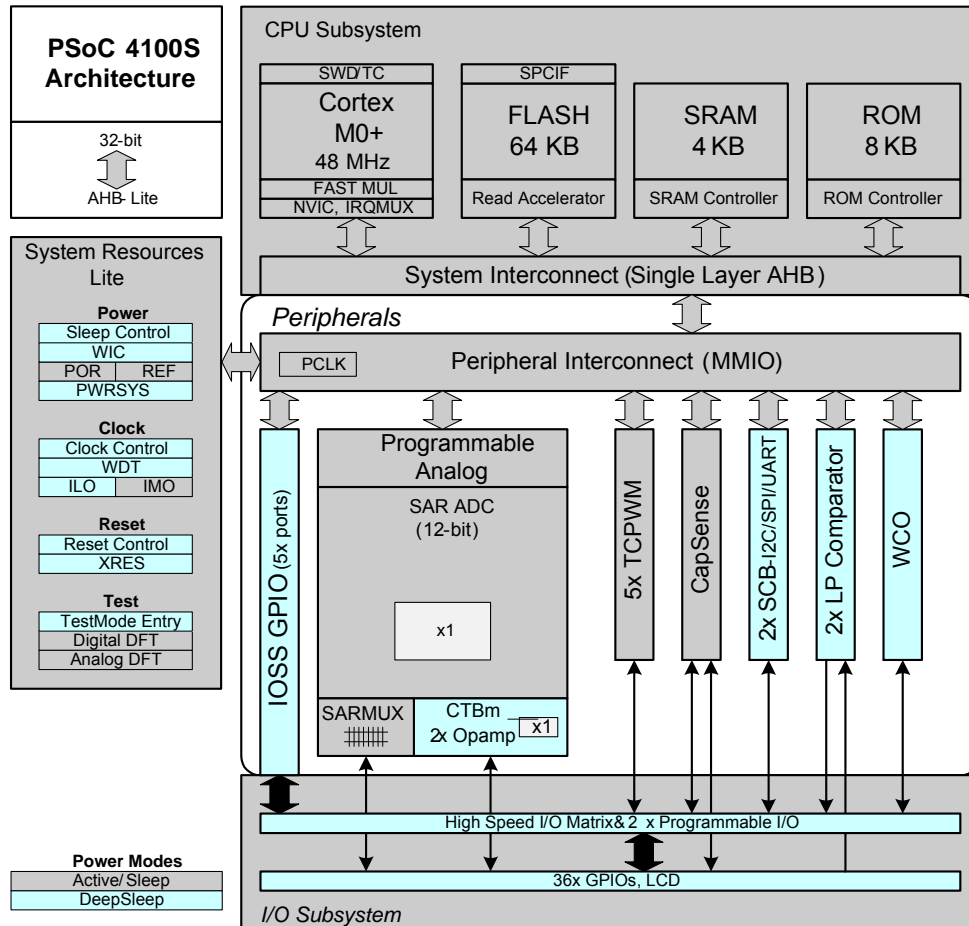 PSoC 4100S
Architecture
32-bit
AHB- Lite
CPU Subsystem
SWD/TC
Cortex
M0+
48 MHz
FAST MUL
NVIC, IRQMUX
SPCIF
FLASH
64 KB
Read Accelerator
SRAM
4 KB
SRAM Controller
ROM
8 KB
ROM Controller
System Interconnect (Single Layer AHB)
System Resources
Lite
Power
Sleep Control
WIC
POR REF
PWRSYS
Clock
Clock Control
WDT
ILO IMO
Reset
Reset Control
XRES
Test
TestMode Entry
Digital DFT
Analog DFT
Peripherals
PCLK
Peripheral Interconnect (MMIO)
IOSS GPIO (5x ports)
Programmable
Analog
SAR ADC
(12-bit)
x1
SARMUX
CTBm
2x Opamp
x1
5x TCPWM
CapSense
2x SCB-I2C/SPI/UART
2x LP Comparator
WCO
High Speed I/O Matrix& 2 x Programmable I/O
36x GPIOs, LCD
I/O Subsystem
Power Modes
Active/ Sleep
DeepSleep